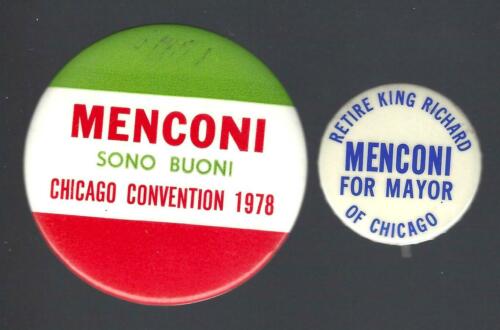 MENCONI
SONO BUONI
CHICAGO CONVENTION 1978
RETIRE KING RICHARD
MENCONI
FOR MAYOR
OF CHICAGO